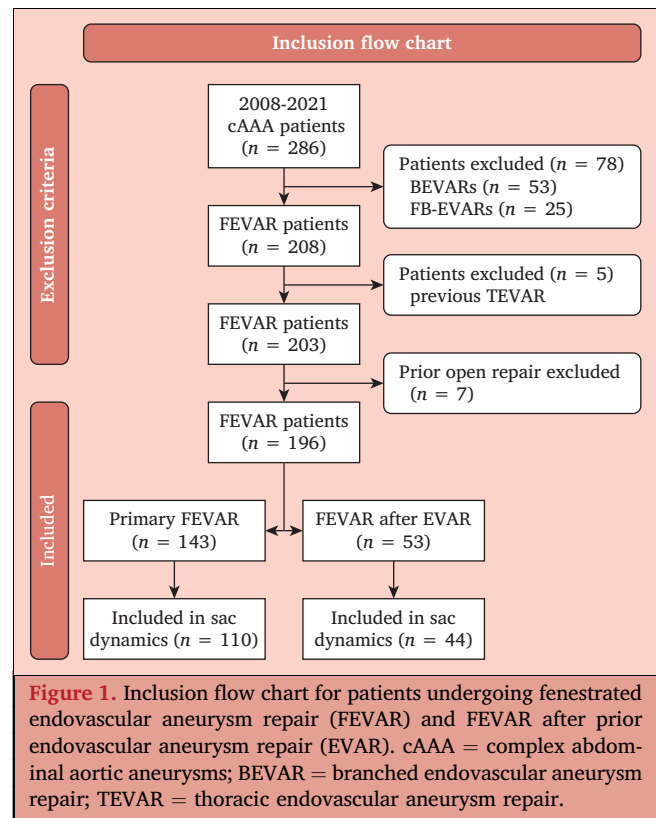 Inclusion flow chart
Exclusion criteria
2008-2021
cAAA patients
(n = 286)
Patients excluded (n = 78)
BEVARs (n = 53)
FB-EVARs (n = 25)
FEVAR patients
(n = 208)
Patients excluded (n = 5)
previous TEVAR
FEVAR patients
(n = 203)
Prior open repair excluded
(n = 7)
FEVAR patients
(n = 196)
Included
Primary FEVAR
(n = 143)
FEVAR after EVAR
(n = 53)
Included in sac
dynamics (n = 110)
Included in sac
dynamics (n = 44)
Figure 1. Inclusion flow chart for patients undergoing fenestrated
endovascular aneurysm repair (FEVAR) and FEVAR after prior
endovascular aneurysm repair (EVAR). cAAA = complex abdom-
inal aortic aneurysms; BEVAR = branched endovascular aneurysm
repair; TEVAR = thoracic endovascular aneurysm repair.